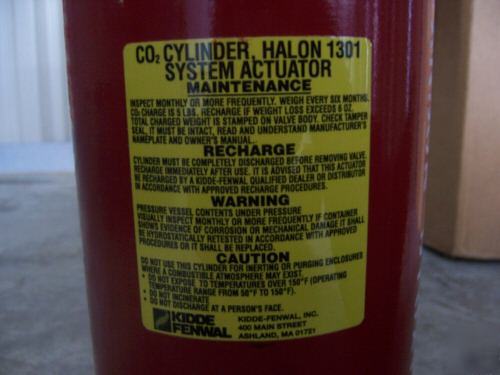 CO₂ CYLINDER, HALON 1301
SYSTEM ACTUATOR
MAINTENANCE
INSPECT MONTHLY OR MORE FREQUENTLY. WEIGH EVERY SIX MONTHS.
CO₂ CHARGE IS 5 LBS. RECHARGE IF WEIGHT LOSS EXCEEDS 6 OZ.
TOTAL CHARGED WEIGHT IS STAMPED ON VALVE BODY. CHECK TAMPER
SEAL, IT MUST BE INTACT, READ AND UNDERSTAND MANUFACTURER'S
NAMEPLATE AND OWNER'S MANUAL.
RECHARGE
CYLINDER MUST BE COMPLETELY DISCHARGED BEFORE REMOVING VALVE.
RECHARGE IMMEDIATELY AFTER USE. IT IS ADVISED THAT THIS ACTUATOR
BE RECHARGED BY A KIDDE-FENWAL QUALIFIED DEALER OR DISTRIBUTOR
IN ACCORDANCE WITH APPROVED RECHARGE PROCEDURES.
WARNING
PRESSURE VESSEL CONTENTS UNDER PRESSURE
VISUALLY INSPECT MONTHLY OR MORE FREQUENTLY IF CONTAINER
SHOWS EVIDENCE OF CORROSION OR MECHANICAL DAMAGE IT SHALL
BE HYDROSTATICALLY RETESTED IN ACCORDANCE WITH APPROVED
PROCEDURES OR IT SHALL BE REPLACED.
CAUTION
DO NOT USE THIS CYLINDER FOR INERTING OR PURGING ENCLOSURES
WHERE A COMBUSTIBLE ATMOSPHERE MAY EXIST.
• DO NOT EXPOSE TO TEMPERATURES OVER 150°F (OPERATING
TEMPERATURE RANGE FROM 50°F TO 150°F).
• DO NOT INCINERATE
• DO NOT DISCHARGE AT A PERSON'S FACE.
KIDDE
FENWAL
KIDDE-FENWAL, INC.
400 MAIN STREET
ASHLAND, MA 01721